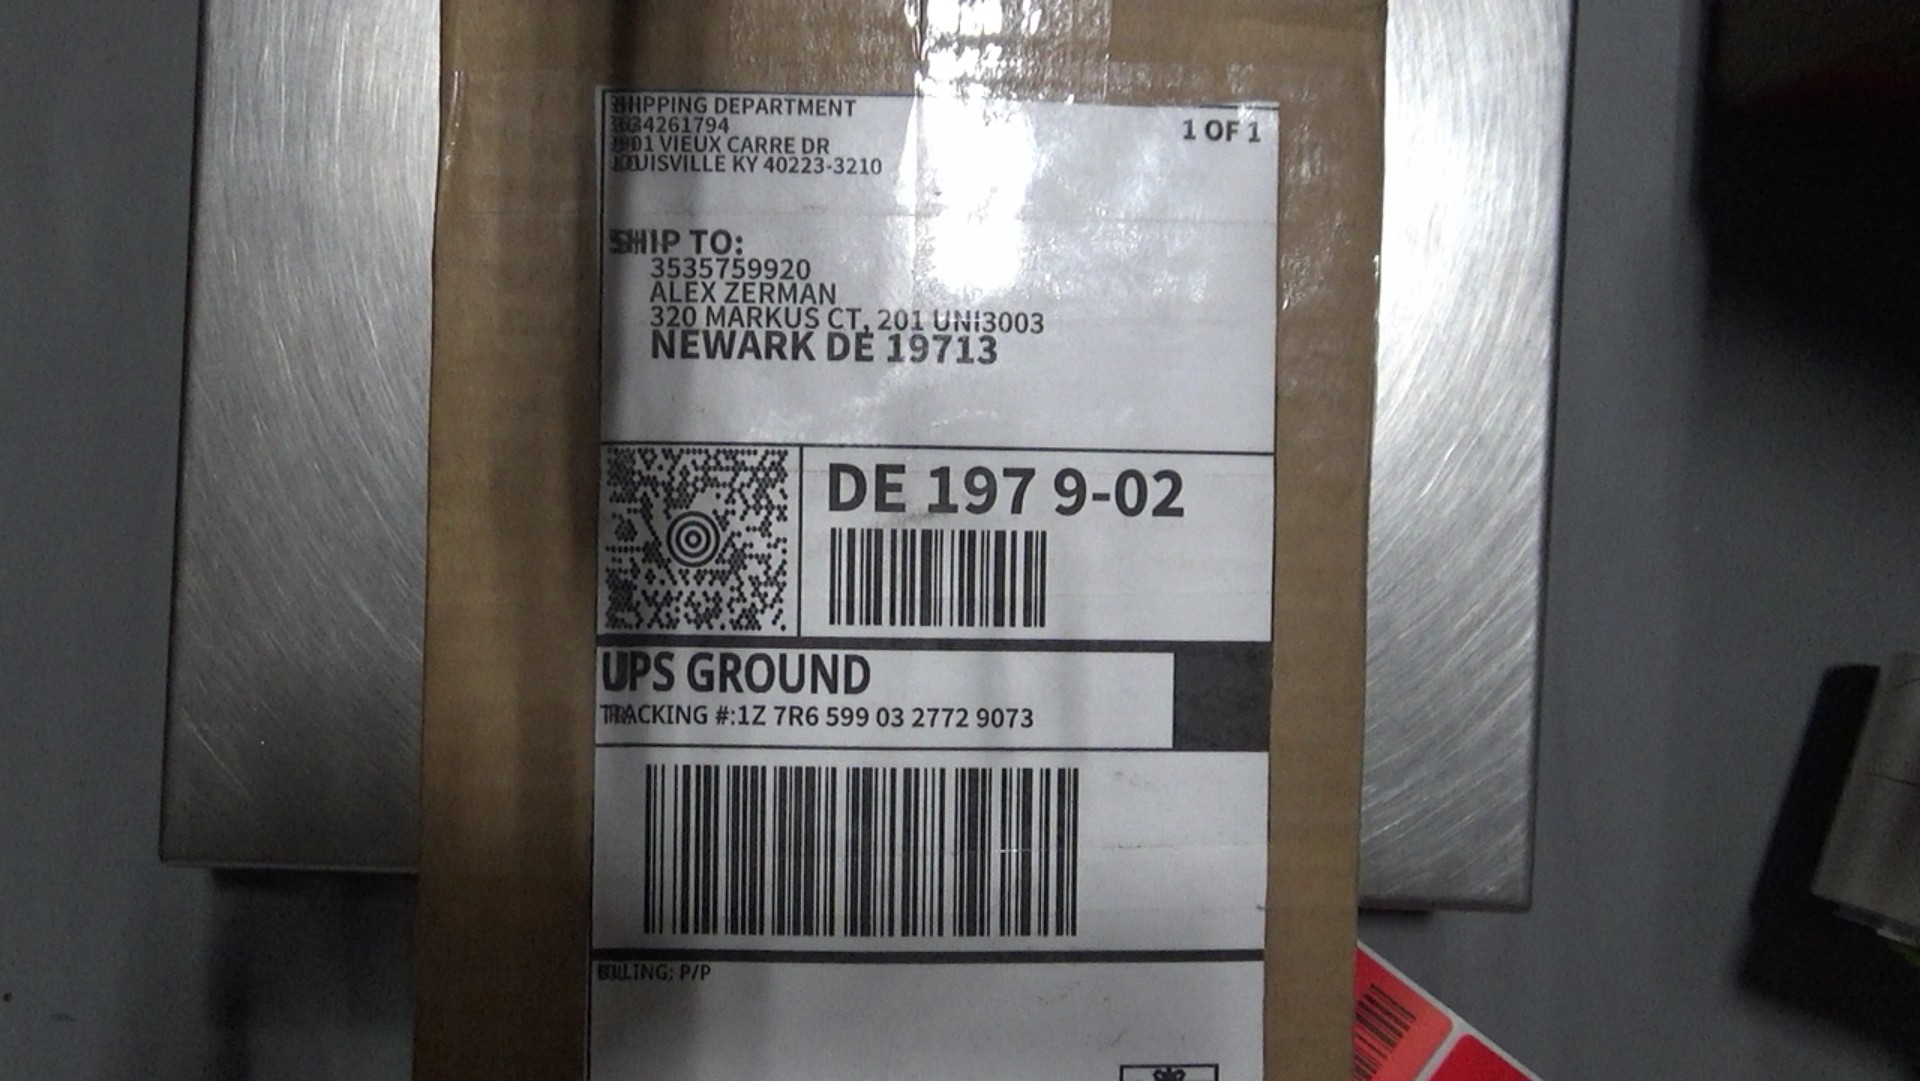 SHIPPING DEPARTMENT
4261794
01 VIEUX CARRE DR
LOUISVILLE KY 40223-3210
1 OF 1
SHIP TO:
3535759920
ALEX ZERMAN
320 MARKUS CT, 201 UNI3003
NEWARK DE 19713
DE 197 9-02
UPS GROUND
TRACKING #:1Z 7R6 599 03 2772 9073
BILLING: P/P